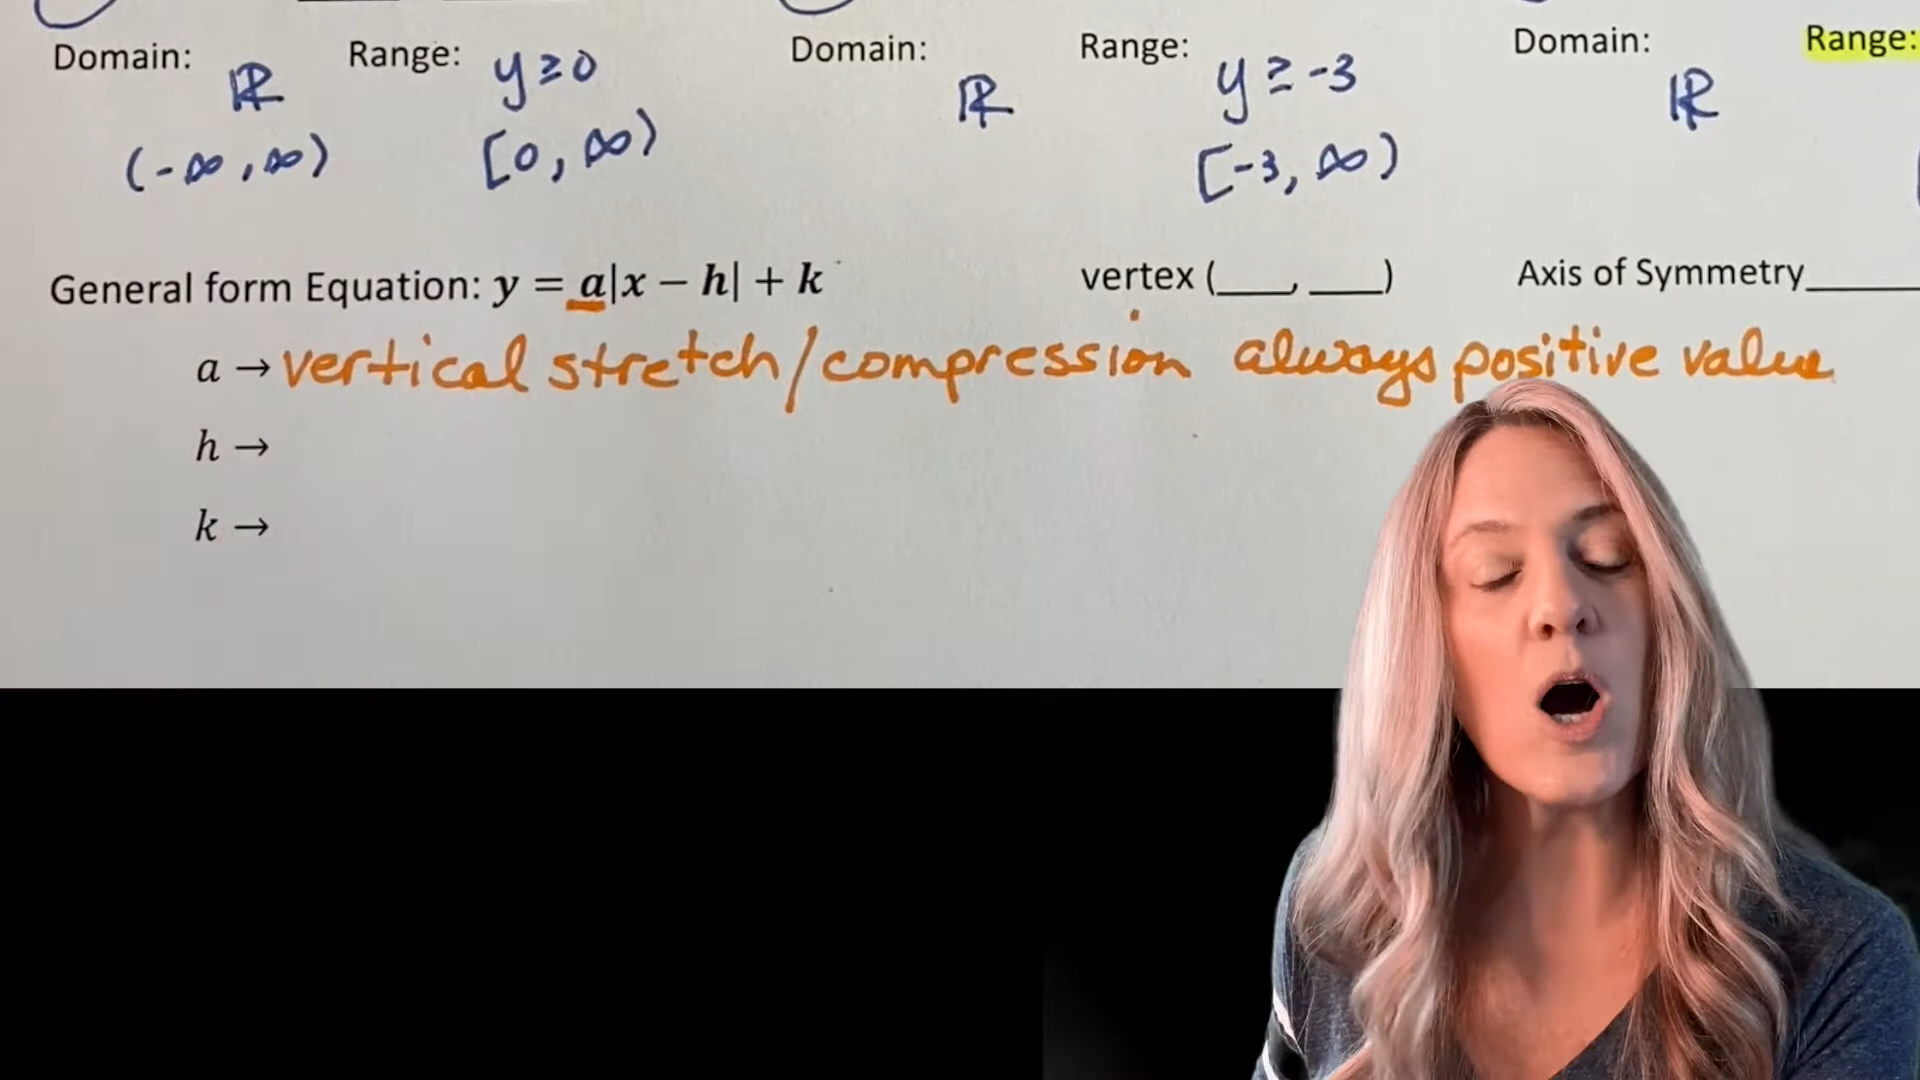 Domain: Range: Domain: Range: Domain: Range:
ℝ y ≥ 0 ℝ y ≥ -3 ℝ
(-∞, ∞) [0, ∞) [-3, ∞)
General form Equation: y = a|x − h| + k vertex (___, ___) Axis of Symmetry______
a → vertical stretch/compression always positive value
h →
k →